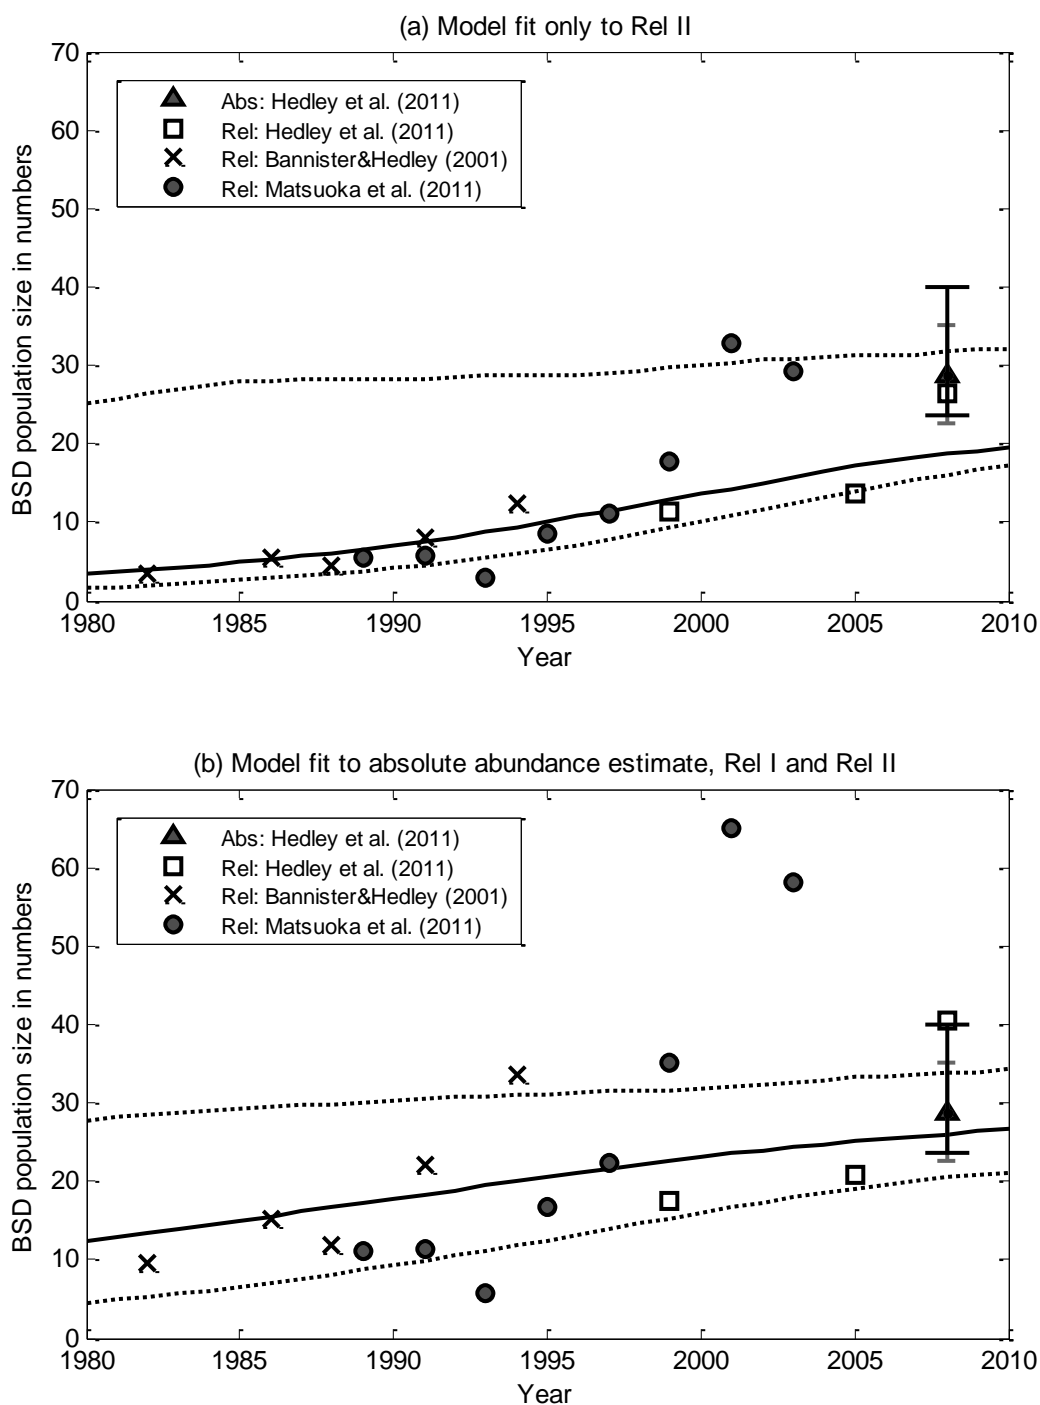 (a) Model fit only to Rel II
BSD population size in numbers
70
60
50
40
30
20
10
0
Abs: Hedley et al. (2011)
Rel: Hedley et al. (2011)
Rel: Bannister&Hedley (2001)
Rel: Matsuoka et al. (2011)
1980 1985 1990 1995 2000 2005 2010
Year
(b) Model fit to absolute abundance estimate, Rel I and Rel II
BSD population size in numbers
70
60
50
40
30
20
10
0
Abs: Hedley et al. (2011)
Rel: Hedley et al. (2011)
Rel: Bannister&Hedley (2001)
Rel: Matsuoka et al. (2011)
1980 1985 1990 1995 2000 2005 2010
Year